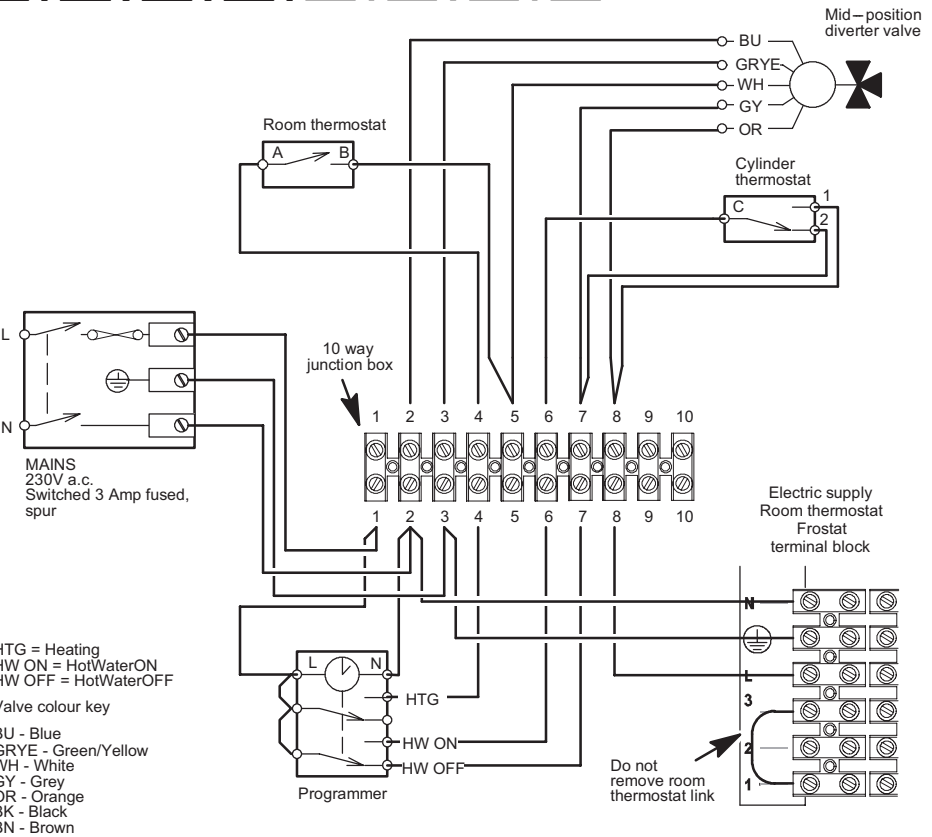 Mid–position
diverter valve
BU
GRYE
WH
GY
OR
Room thermostat
A B
Cylinder
thermostat
C
1
2
L
N
MAINS
230V a.c.
Switched 3 Amp fused,
spur
10 way
junction box
1 2 3 4 5 6 7 8 9 10
1 2 3 4 5 6 7 8 9 10
Electric supply
Room thermostat
Frostat
terminal block
N
L
3
2
1
Do not
remove room
thermostat link
L N
HTG
HW ON
HW OFF
Programmer
HTG = Heating
HW ON = HotWaterON
HW OFF = HotWaterOFF
Valve colour key
BU - Blue
GRYE - Green/Yellow
WH - White
GY - Grey
OR - Orange
BK - Black
BN - Brown